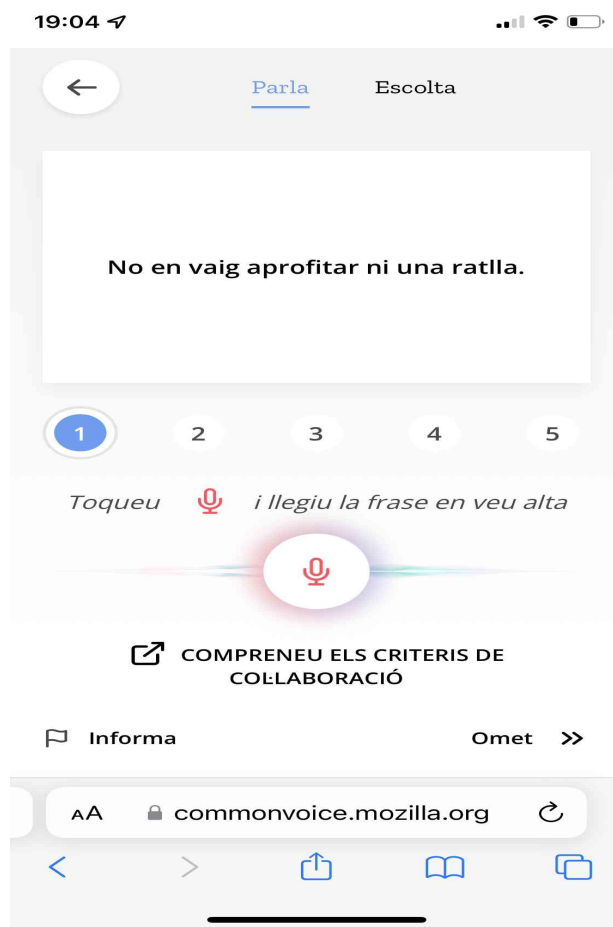 19:04
Parla Escolta
No en vaig aprofitar ni una ratlla.
1 2 3 4 5
Toqueu i llegiu la frase en veu alta
COMPRENEU ELS CRITERIS DE
COL·LABORACIÓ
Informa Omet
AA commonvoice.mozilla.org